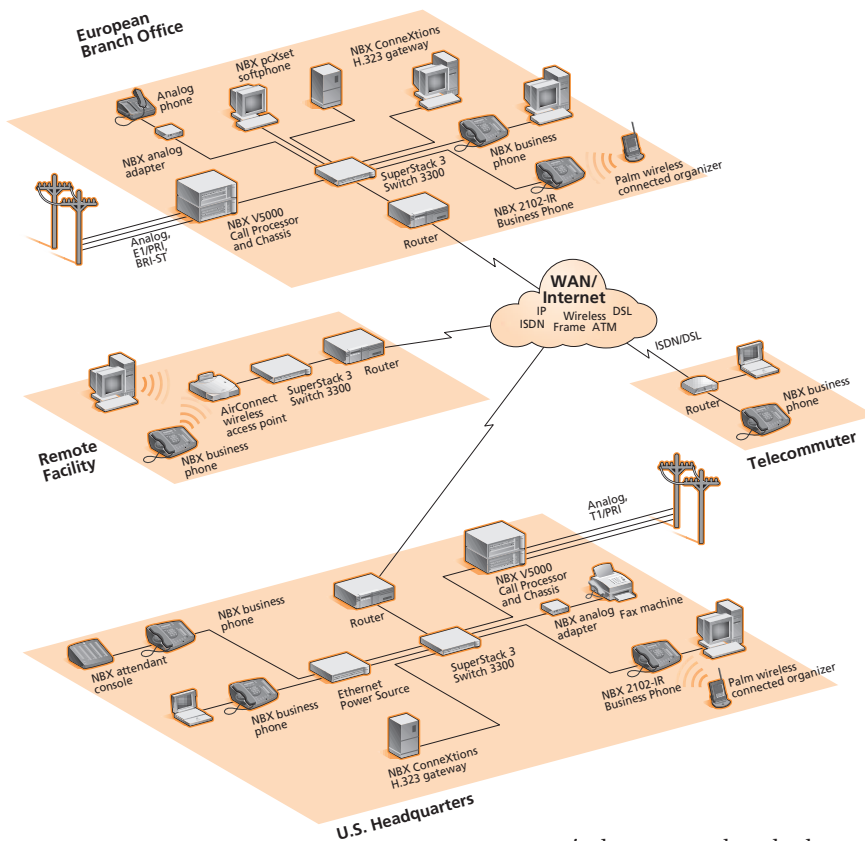 European
Branch Office
Analog
phone
NBX pcXset
softphone
NBX ConneXtions
H.323 gateway
NBX analog
adapter
SuperStack 3
Switch 3300
NBX business
phone
Palm wireless
connected organizer
NBX 2102-IR
Business Phone
NBX V5000
Call Processor
and Chassis
Router
Analog,
E1/PRI,
BRI-ST
WAN/
Internet
IP
Wireless
DSL
ISDN
Frame
ATM
ISDN/DSL
Router
NBX business
phone
Telecommuter
Router
SuperStack 3
Switch 3300
AirConnect
wireless
access point
NBX business
phone
Remote
Facility
Analog,
T1/PRI
NBX V5000
Call Processor
and Chassis
NBX analog
adapter
Fax machine
Router
NBX business
phone
NBX attendant
console
SuperStack 3
Switch 3300
Ethernet
Power Source
NBX business
phone
NBX 2102-IR
Business Phone
Palm wireless
connected organizer
NBX ConneXtions
H.323 gateway
U.S. Headquarters